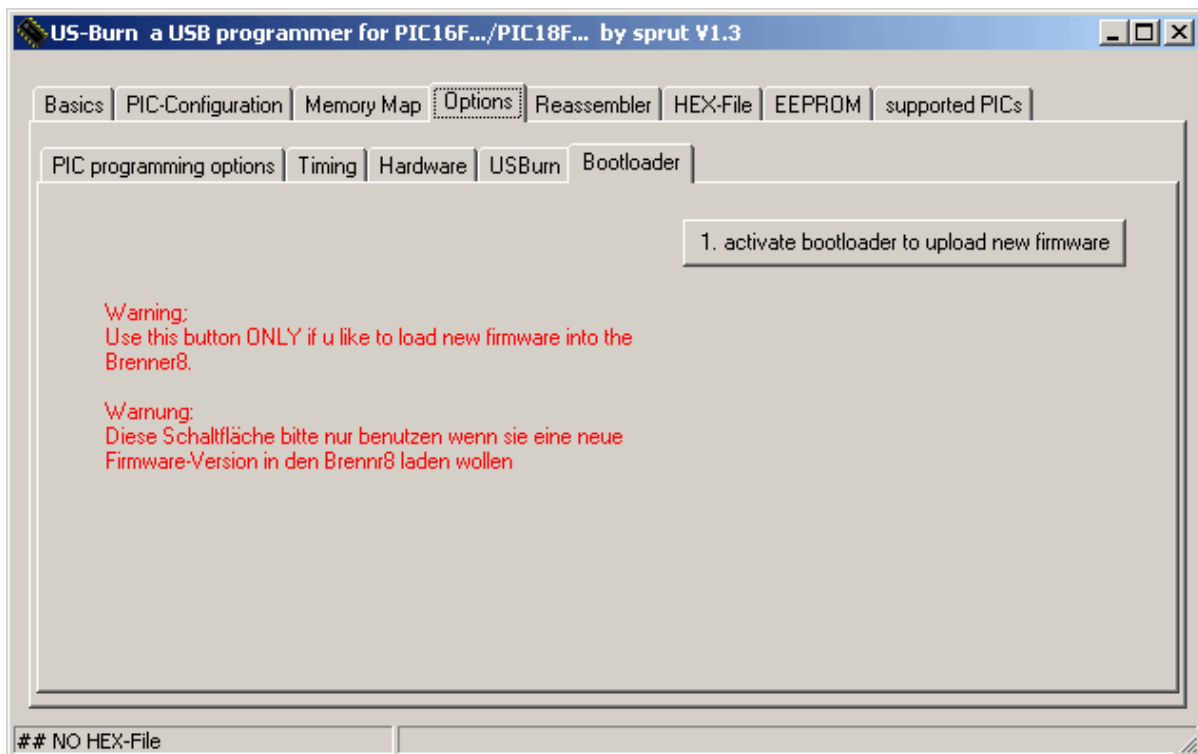 US-Burn a USB programmer for PIC16F.../PIC18F... by sprut V1.3
Basics PIC-Configuration Memory Map Options Reassembler HEX-File EEPROM supported PICs
PIC programming options Timing Hardware USBurn Bootloader
1. activate bootloader to upload new firmware
Warning;
Use this button ONLY if u like to load new firmware into the
Brenner8.
Warnung:
Diese Schaltfläche bitte nur benutzen wenn sie eine neue
Firmware-Version in den Brennr8 laden wollen
## NO HEX-File